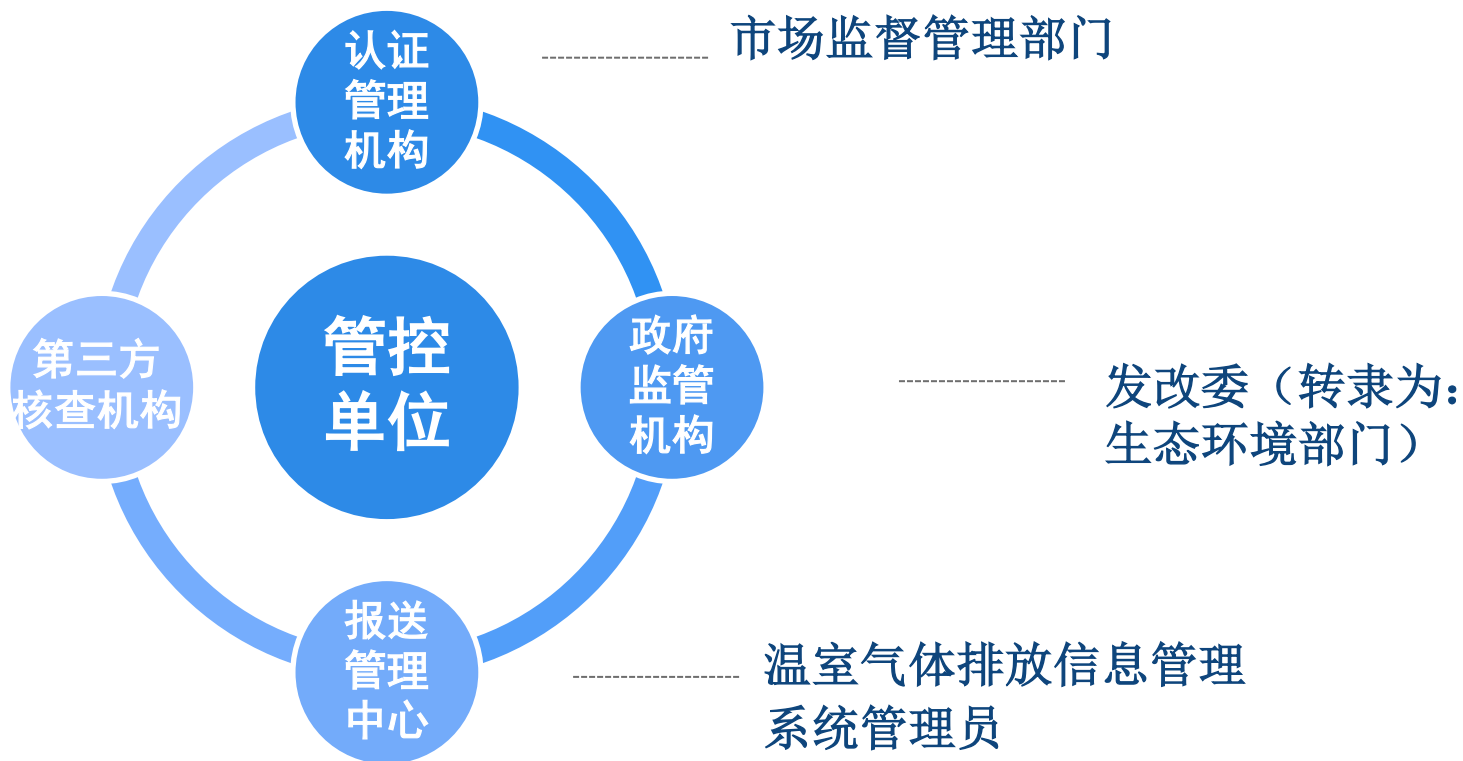 认证
管理
机构
市场监督管理部门
第三方
核查机构
管控
单位
政府
监管
机构
发改委（转隶为：
生态环境部门）
报送
管理
中心
温室气体排放信息管理
系统管理员